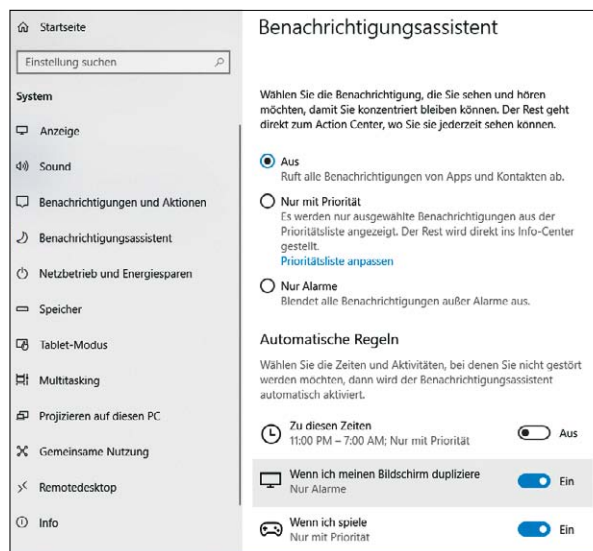 Startseite
Einstellung suchen
System
Anzeige
Sound
Benachrichtigungen und Aktionen
Benachrichtigungsassistent
Netzbetrieb und Energiesparen
Speicher
Tablet-Modus
Multitasking
Projizieren auf diesen PC
Gemeinsame Nutzung
Remotedesktop
Info
Benachrichtigungsassistent
Wählen Sie die Benachrichtigung, die Sie sehen und hören
möchten, damit Sie konzentriert bleiben können. Der Rest geht
direkt zum Action Center, wo Sie sie jederzeit sehen können.
Aus
Ruft alle Benachrichtigungen von Apps und Kontakten ab.
Nur mit Priorität
Es werden nur ausgewählte Benachrichtigungen aus der
Prioritätsliste angezeigt. Der Rest wird direkt ins Info-Center
gestellt.
Prioritätsliste anpassen
Nur Alarme
Blendet alle Benachrichtigungen außer Alarme aus.
Automatische Regeln
Wählen Sie die Zeiten und Aktivitäten, bei denen Sie nicht gestört
werden möchten, dann wird der Benachrichtigungsassistent
automatisch aktiviert.
Zu diesen Zeiten
11:00 PM – 7:00 AM; Nur mit Priorität
Aus
Wenn ich meinen Bildschirm dupliziere
Nur Alarme
Ein
Wenn ich spiele
Nur mit Priorität
Ein